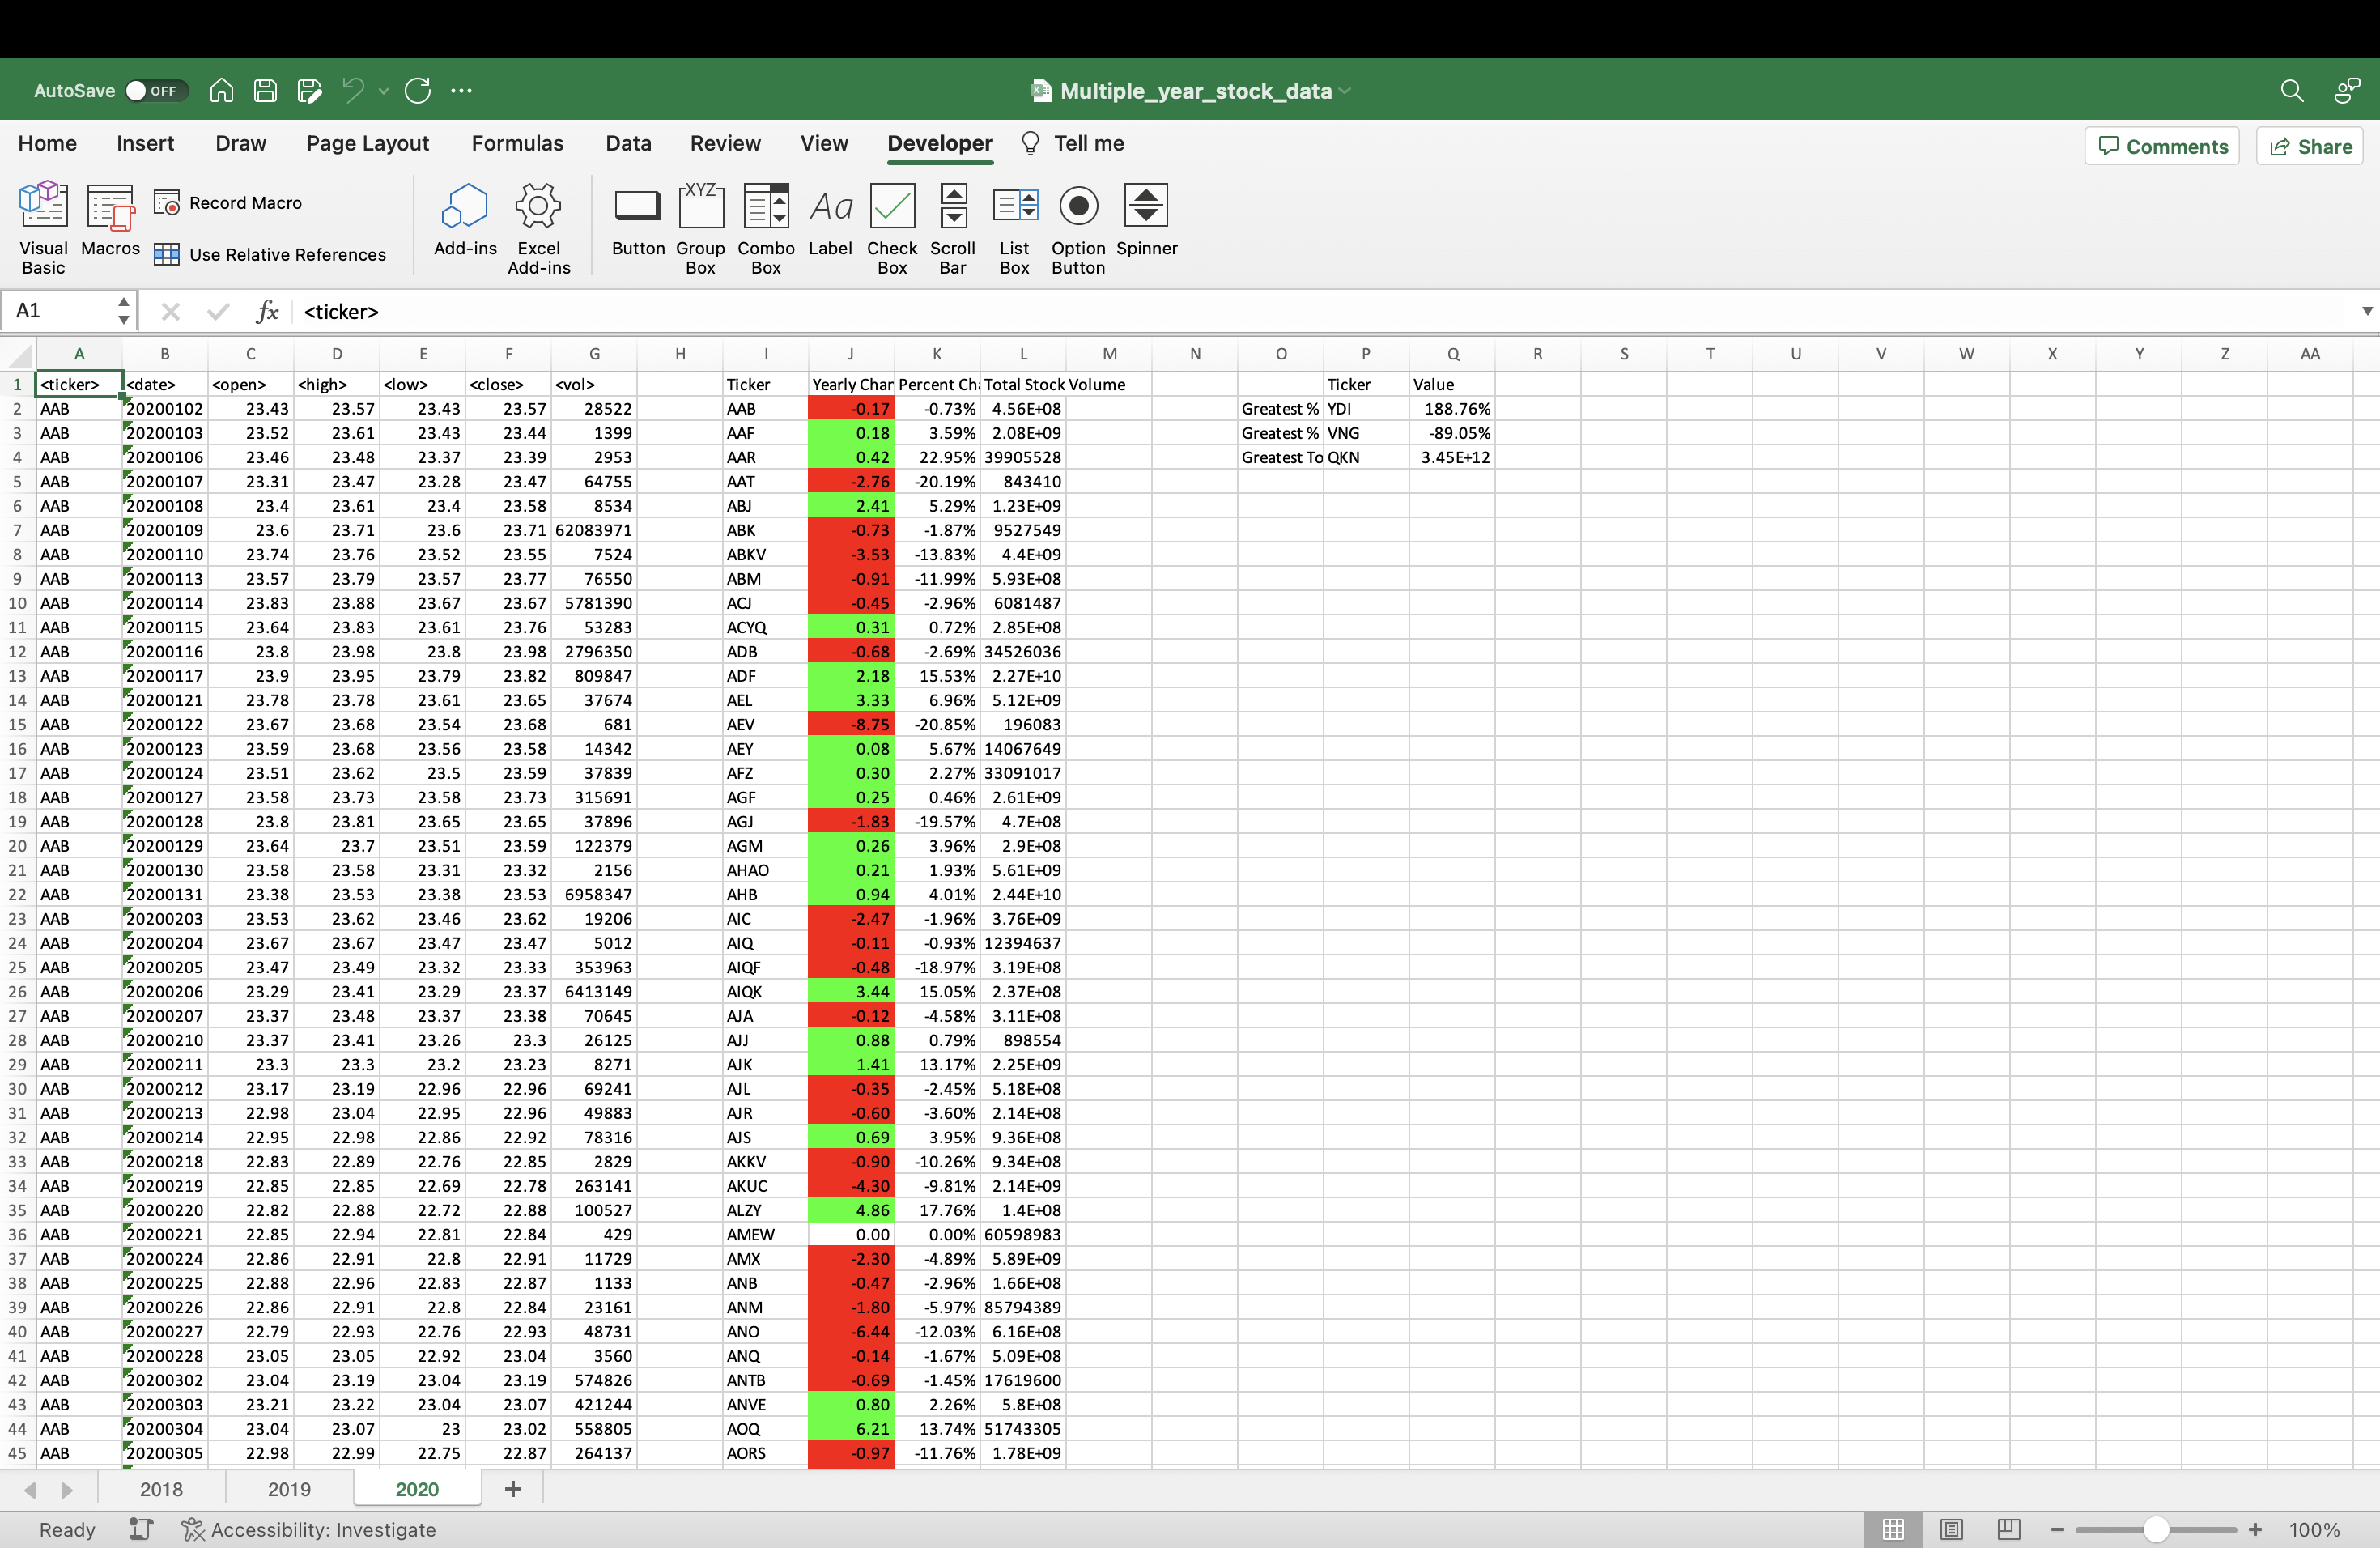 AutoSave OFF Multiple_year_stock_data
Home Insert Draw Page Layout Formulas Data Review View Developer Tell me Comments Share
Visual Basic Macros Record Macro Use Relative References Add-ins Excel Add-ins Button XYZ Group Box Combo Box Aa Label Check Box Scroll Bar List Box Option Button Spinner
A1 fx <ticker>
A B C D E F G H I J K L M N O P Q R S T U V W X Y Z AA
1 <ticker> <date> <open> <high> <low> <close> <vol> Ticker Yearly Char Percent Ch Total Stock Volume Ticker Value
2 AAB 20200102 23.43 23.57 23.43 23.57 28522 AAB -0.17 -0.73% 4.56E+08 Greatest % YDI 188.76%
3 AAB 20200103 23.52 23.61 23.43 23.44 1399 AAF 0.18 3.59% 2.08E+09 Greatest % VNG -89.05%
4 AAB 20200106 23.46 23.48 23.37 23.39 2953 AAR 0.42 22.95% 39905528 Greatest To QKN 3.45E+12
5 AAB 20200107 23.31 23.47 23.28 23.47 64755 AAT -2.76 -20.19% 843410
6 AAB 20200108 23.4 23.61 23.4 23.58 8534 ABJ 2.41 5.29% 1.23E+09
7 AAB 20200109 23.6 23.71 23.6 23.71 62083971 ABK -0.73 -1.87% 9527549
8 AAB 20200110 23.74 23.76 23.52 23.55 7524 ABKV -3.53 -13.83% 4.4E+09
9 AAB 20200113 23.57 23.79 23.57 23.77 76550 ABM -0.91 -11.99% 5.93E+08
10 AAB 20200114 23.83 23.88 23.67 23.67 5781390 ACJ -0.45 -2.96% 6081487
11 AAB 20200115 23.64 23.83 23.61 23.76 53283 ACYQ 0.31 0.72% 2.85E+08
12 AAB 20200116 23.8 23.98 23.8 23.98 2796350 ADB -0.68 -2.69% 34526036
13 AAB 20200117 23.9 23.95 23.79 23.82 809847 ADF 2.18 15.53% 2.27E+10
14 AAB 20200121 23.78 23.78 23.61 23.65 37674 AEL 3.33 6.96% 5.12E+09
15 AAB 20200122 23.67 23.68 23.54 23.68 681 AEV -8.75 -20.85% 196083
16 AAB 20200123 23.59 23.68 23.56 23.58 14342 AEY 0.08 5.67% 14067649
17 AAB 20200124 23.51 23.62 23.5 23.59 37839 AFZ 0.30 2.27% 33091017
18 AAB 20200127 23.58 23.73 23.58 23.73 315691 AGF 0.25 0.46% 2.61E+09
19 AAB 20200128 23.8 23.81 23.65 23.65 37896 AGJ -1.83 -19.57% 4.7E+08
20 AAB 20200129 23.64 23.7 23.51 23.59 122379 AGM 0.26 3.96% 2.9E+08
21 AAB 20200130 23.58 23.58 23.31 23.32 2156 AHAO 0.21 1.93% 5.61E+09
22 AAB 20200131 23.38 23.53 23.38 23.53 6958347 AHB 0.94 4.01% 2.44E+10
23 AAB 20200203 23.53 23.62 23.46 23.62 19206 AIC -2.47 -1.96% 3.76E+09
24 AAB 20200204 23.67 23.67 23.47 23.47 5012 AIQ -0.11 -0.93% 12394637
25 AAB 20200205 23.47 23.49 23.32 23.33 353963 AIQF -0.48 -18.97% 3.19E+08
26 AAB 20200206 23.29 23.41 23.29 23.37 6413149 AIQK 3.44 15.05% 2.37E+08
27 AAB 20200207 23.37 23.48 23.37 23.38 70645 AJA -0.12 -4.58% 3.11E+08
28 AAB 20200210 23.37 23.41 23.26 23.3 26125 AJJ 0.88 0.79% 898554
29 AAB 20200211 23.3 23.3 23.2 23.23 8271 AJK 1.41 13.17% 2.25E+09
30 AAB 20200212 23.17 23.19 22.96 22.96 69241 AJL -0.35 -2.45% 5.18E+08
31 AAB 20200213 22.98 23.04 22.95 22.96 49883 AJR -0.60 -3.60% 2.14E+08
32 AAB 20200214 22.95 22.98 22.86 22.92 78316 AJS 0.69 3.95% 9.36E+08
33 AAB 20200218 22.83 22.89 22.76 22.85 2829 AKKV -0.90 -10.26% 9.34E+08
34 AAB 20200219 22.85 22.85 22.69 22.78 263141 AKUC -4.30 -9.81% 2.14E+09
35 AAB 20200220 22.82 22.88 22.72 22.88 100527 ALZY 4.86 17.76% 1.4E+08
36 AAB 20200221 22.85 22.94 22.81 22.84 429 AMEW 0.00 0.00% 60598983
37 AAB 20200224 22.86 22.91 22.8 22.91 11729 AMX -2.30 -4.89% 5.89E+09
38 AAB 20200225 22.88 22.96 22.83 22.87 1133 ANB -0.47 -2.96% 1.66E+08
39 AAB 20200226 22.86 22.91 22.8 22.84 23161 ANM -1.80 -5.97% 85794389
40 AAB 20200227 22.79 22.93 22.76 22.93 48731 ANO -6.44 -12.03% 6.16E+08
41 AAB 20200228 23.05 23.05 22.92 23.04 3560 ANQ -0.14 -1.67% 5.09E+08
42 AAB 20200302 23.04 23.19 23.04 23.19 574826 ANTB -0.69 -1.45% 17619600
43 AAB 20200303 23.21 23.22 23.04 23.07 421244 ANVE 0.80 2.26% 5.8E+08
44 AAB 20200304 23.04 23.07 23 23.02 558805 AOQ 6.21 13.74% 51743305
45 AAB 20200305 22.98 22.99 22.75 22.87 264137 AORS -0.97 -11.76% 1.78E+09
2018 2019 2020 +
Ready Accessibility: Investigate 100%